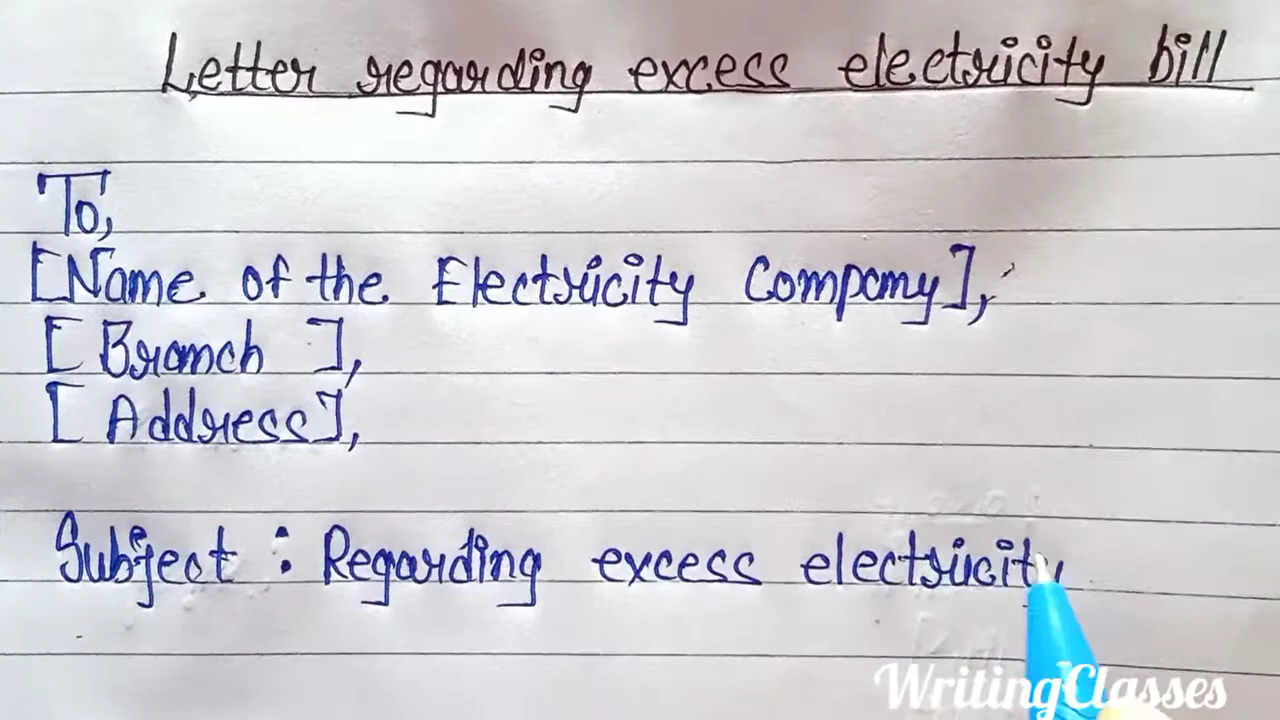 Letter regarding excess electricity bill
To,
[Name of the Electricity Company],
[Branch],
[Address],
Subject : Regarding excess electricity
WritingClasses